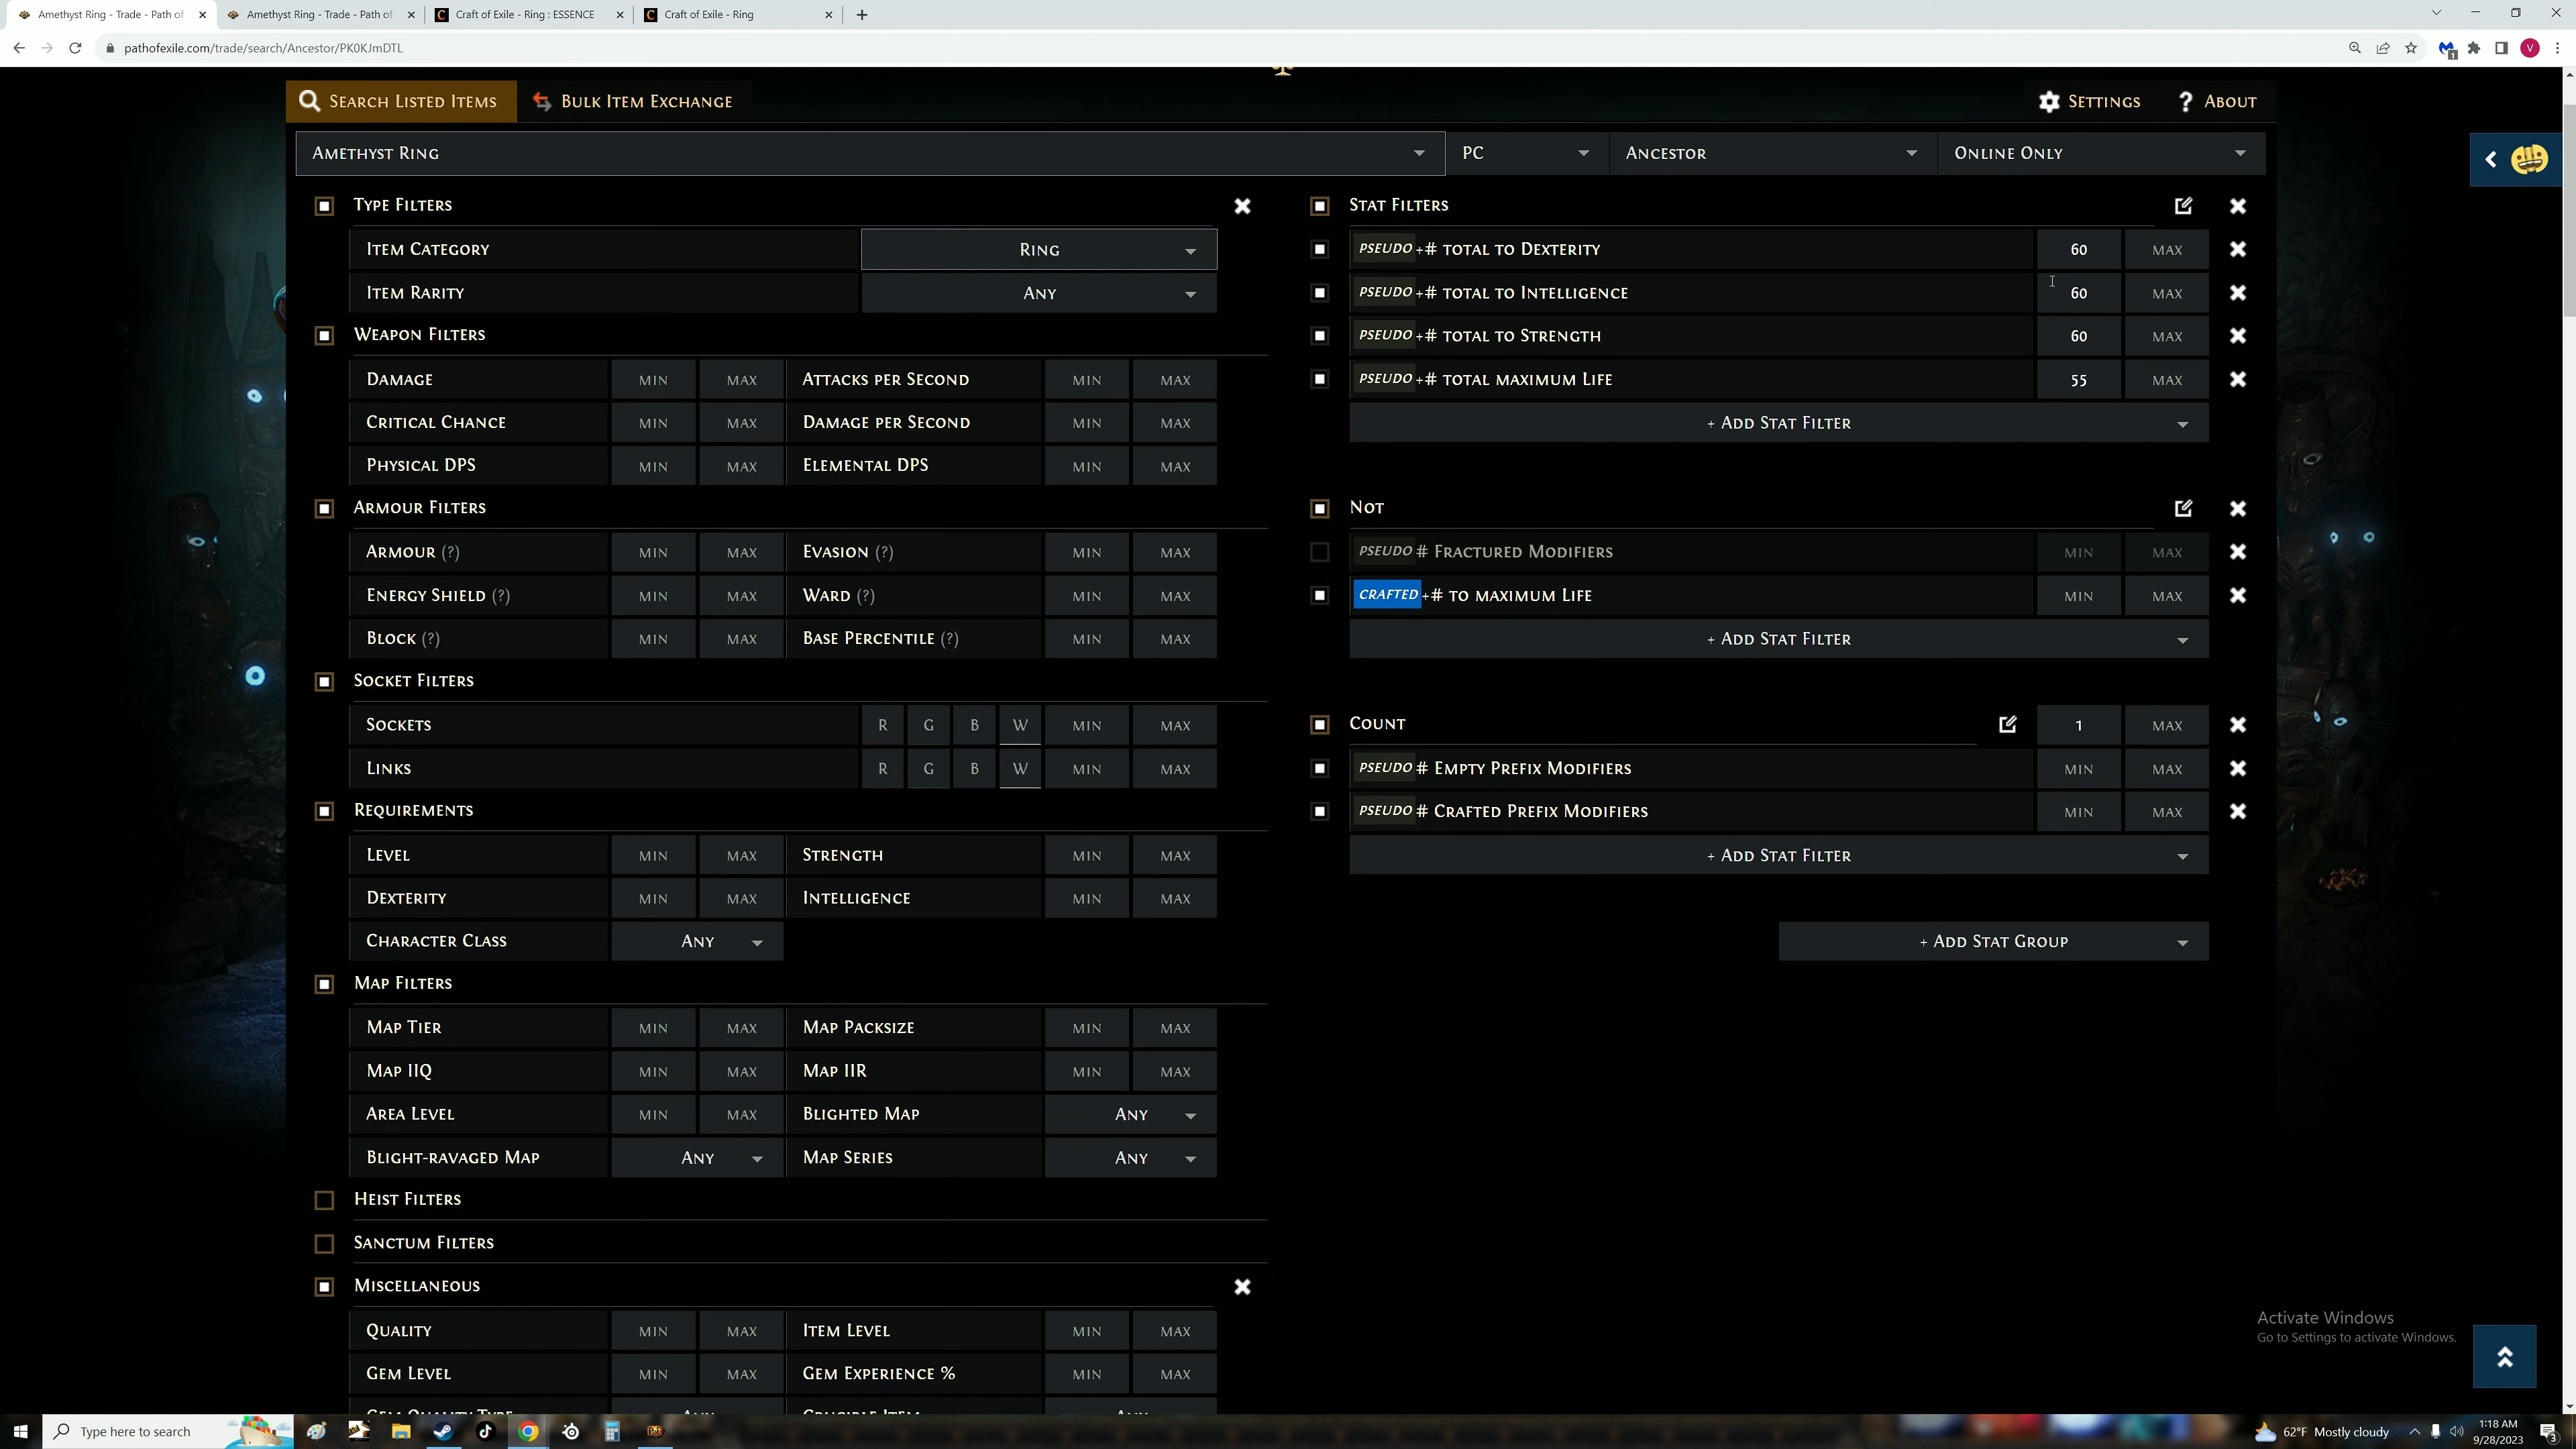 Amethyst Ring - Trade - Path of
Amethyst Ring - Trade - Path of
C Craft of Exile - Ring : ESSENCE
C Craft of Exile - Ring
pathofexile.com/trade/search/Ancestor/PK0KJmDTL
1
V
Search Listed Items
Bulk Item Exchange
Settings
? About
Amethyst Ring
PC
Ancestor
Online Only
Type Filters
Item Category Ring
Item Rarity Any
Weapon Filters
Damage MIN MAX Attacks per Second MIN MAX
Critical Chance MIN MAX Damage per Second MIN MAX
Physical DPS MIN MAX Elemental DPS MIN MAX
Armour Filters
Armour (?) MIN MAX Evasion (?) MIN MAX
Energy Shield (?) MIN MAX Ward (?) MIN MAX
Block (?) MIN MAX Base Percentile (?) MIN MAX
Socket Filters
Sockets R G B W MIN MAX
Links R G B W MIN MAX
Requirements
Level MIN MAX Strength MIN MAX
Dexterity MIN MAX Intelligence MIN MAX
Character Class Any
Map Filters
Map Tier MIN MAX Map Packsize MIN MAX
Map IIQ MIN MAX Map IIR MIN MAX
Area Level MIN MAX Blighted Map Any
Blight-ravaged Map Any Map Series Any
Heist Filters
Sanctum Filters
Miscellaneous
Quality MIN MAX Item Level MIN MAX
Gem Level MIN MAX Gem Experience % MIN MAX
Gem Quality Type Any Crucible Item Any
Stat Filters
PSEUDO +# total to Dexterity 60 MAX
PSEUDO +# total to Intelligence 60 MAX
PSEUDO +# total to Strength 60 MAX
PSEUDO +# total maximum Life 55 MAX
+ Add Stat Filter
Not
PSEUDO # Fractured Modifiers MIN MAX
CRAFTED +# to maximum Life MIN MAX
+ Add Stat Filter
Count 1 MAX
PSEUDO # Empty Prefix Modifiers MIN MAX
PSEUDO # Crafted Prefix Modifiers MIN MAX
+ Add Stat Filter
+ Add Stat Group
Activate Windows
Go to Settings to activate Windows.
Type here to search
62°F Mostly cloudy
1:18 AM
9/28/2023
3